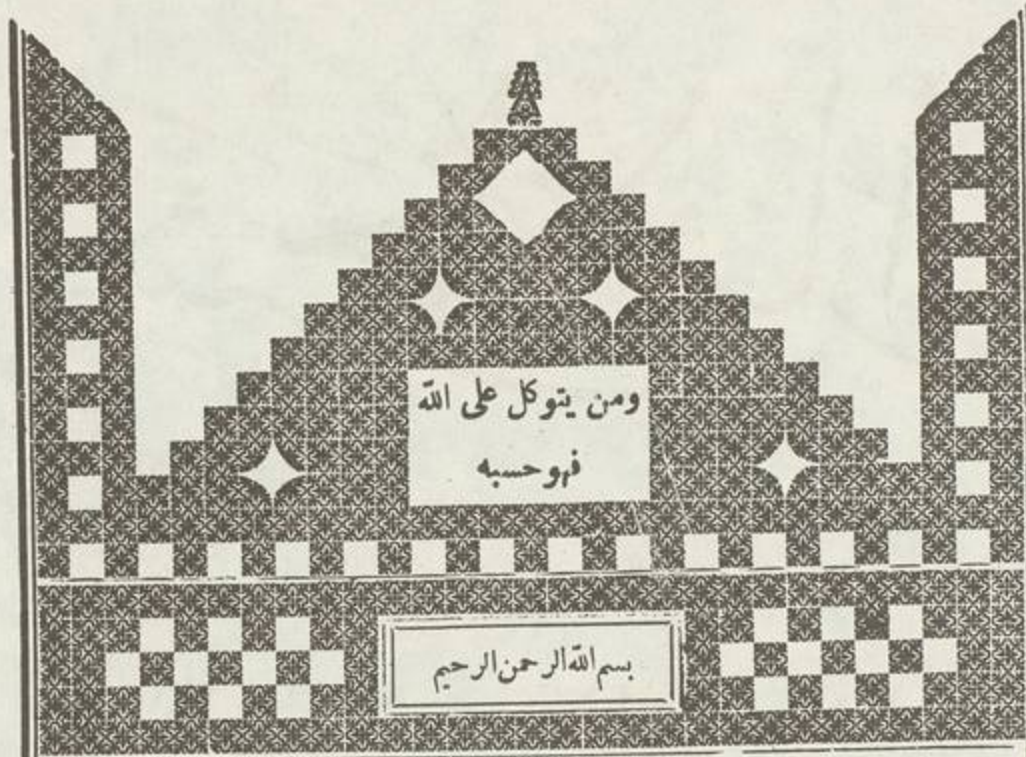 ومن يتوكل على الله
فهو حسبه
بسم الله الرحمن الرحيم